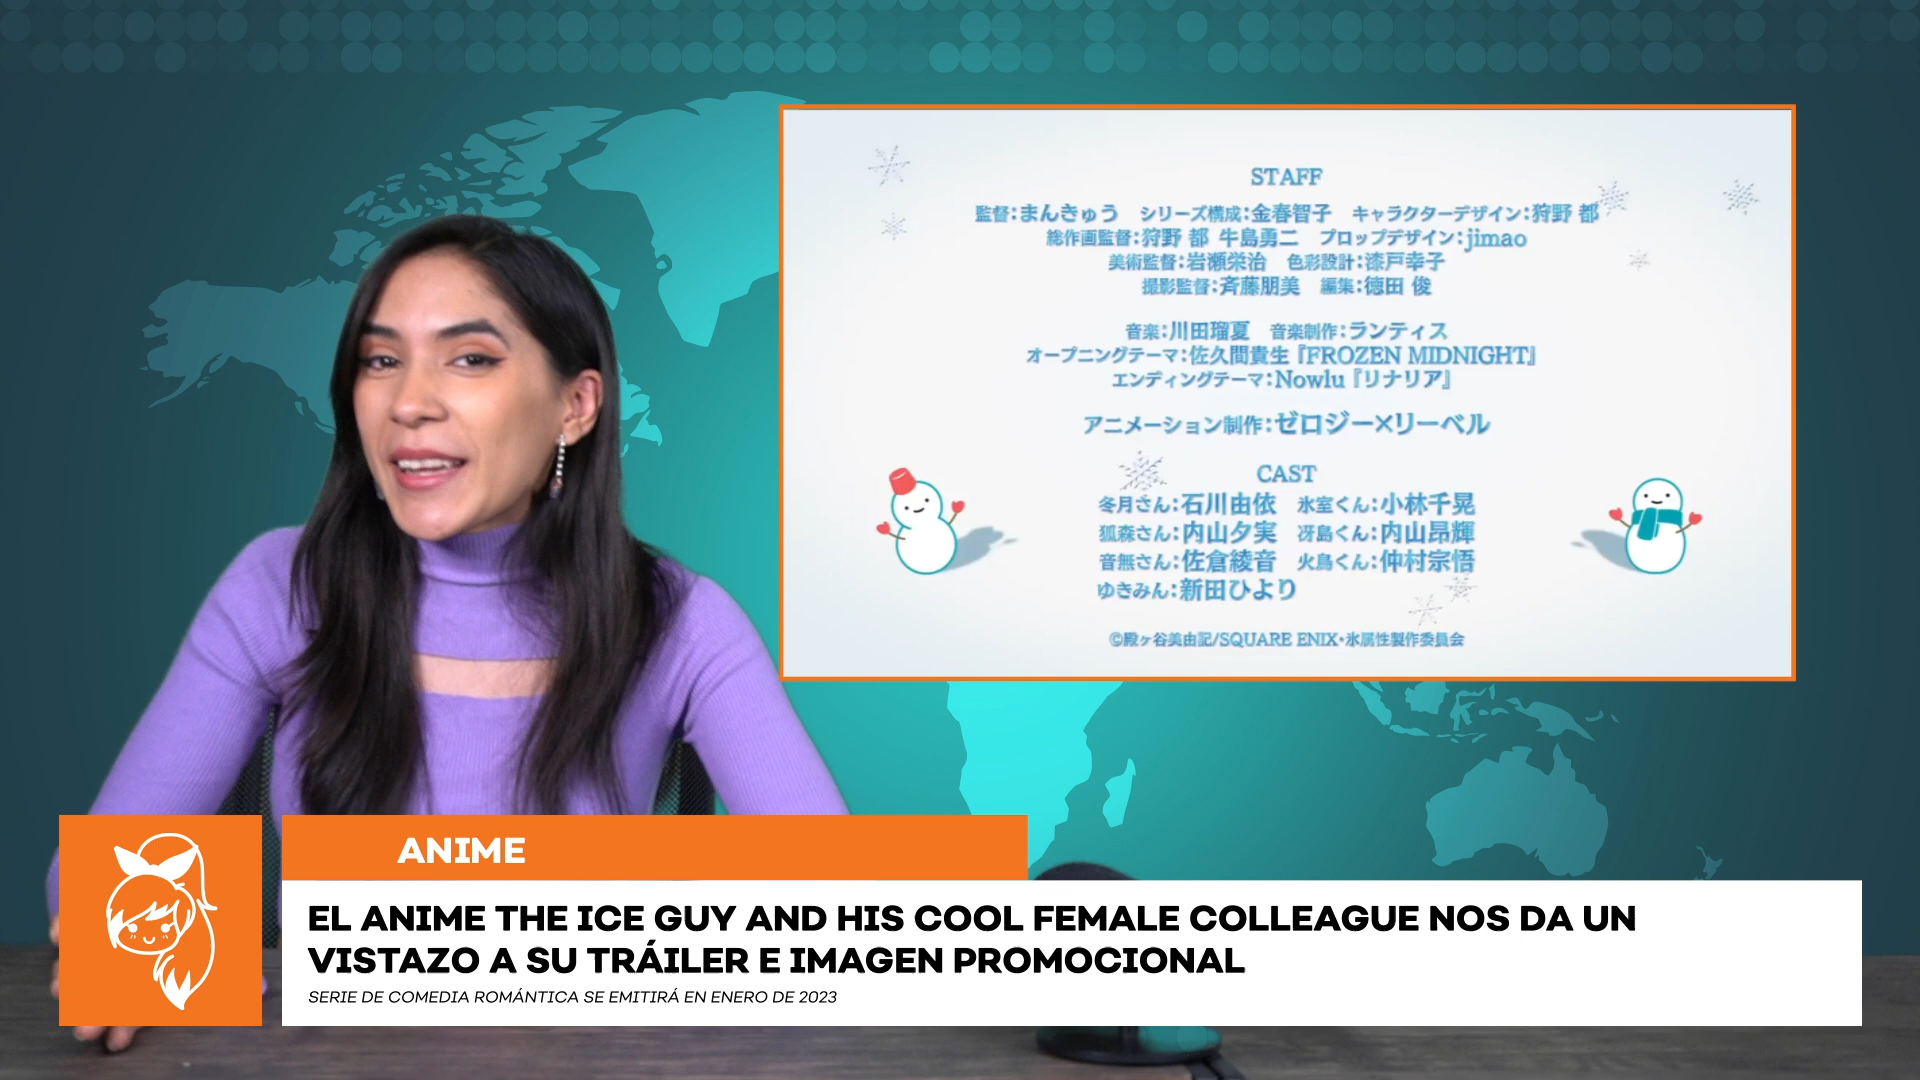 STAFF
監督：まんきゅう　シリーズ構成：金春智子　キャラクターデザイン：狩野 都
総作画監督：狩野 都 牛島勇二　プロップデザイン：jimao
美術監督：岩瀬栄治　色彩設計：漆戸幸子
撮影監督：斉藤朋美　編集：徳田 俊
音楽：川田瑠夏　音楽制作：ランティス
オープニングテーマ：佐久間貴生『FROZEN MIDNIGHT』
エンディングテーマ：Nowlu『リナリア』
アニメーション制作：ゼロジー×リーベル
CAST
冬月さん：石川由依　氷室くん：小林千晃
狐森さん：内山夕実　冴島くん：内山昂輝
音無さん：佐倉綾音　火鳥くん：仲村宗悟
ゆきみん：新田ひより
©殿ヶ谷美由記/SQUARE ENIX・氷属性製作委員会
ANIME
EL ANIME THE ICE GUY AND HIS COOL FEMALE COLLEAGUE NOS DA UN
VISTAZO A SU TRÁILER E IMAGEN PROMOCIONAL
SERIE DE COMEDIA ROMÁNTICA SE EMITIRÁ EN ENERO DE 2023